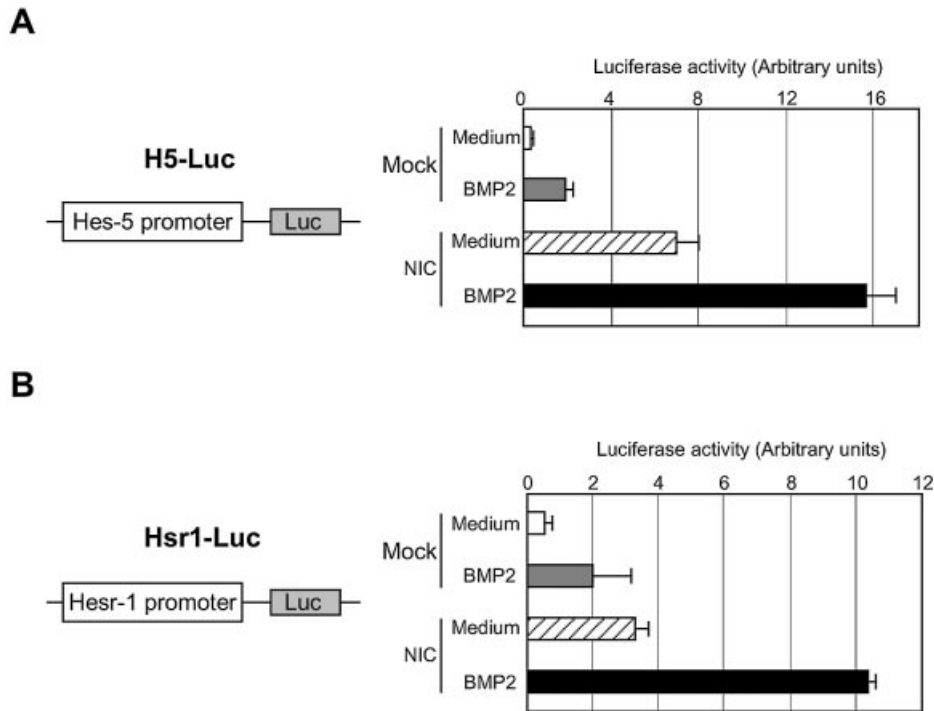 A
Luciferase activity (Arbitrary units)
0 4 8 12 16
H5-Luc
Hes-5 promoter Luc
Mock
Medium
BMP2
NIC
Medium
BMP2
B
Luciferase activity (Arbitrary units)
0 2 4 6 8 10 12
Hsr1-Luc
Hesr-1 promoter Luc
Mock
Medium
BMP2
NIC
Medium
BMP2